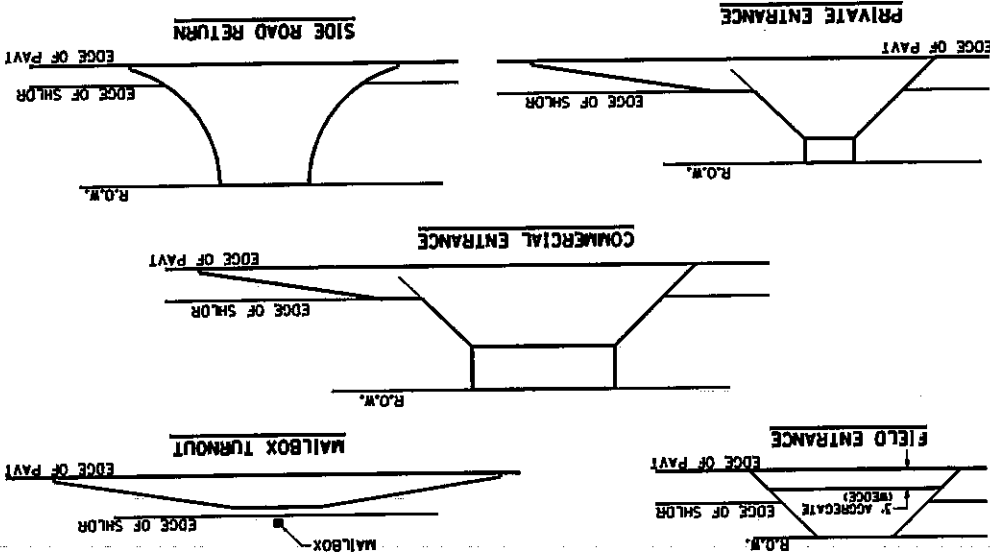 R.O.W.
EDGE OF SHLDR
3' AGGREGATE
(WEDGE)
EDGE OF PAVT
FIELD ENTRANCE
MAILBOX
EDGE OF SHLDR
EDGE OF PAVT
MAILBOX TURNOUT
R.O.W.
EDGE OF SHLDR
EDGE OF PAVT
COMMERCIAL ENTRANCE
R.O.W.
EDGE OF SHLDR
EDGE OF PAVT
PRIVATE ENTRANCE
R.O.W.
EDGE OF SHLDR
EDGE OF PAVT
SIDE ROAD RETURN